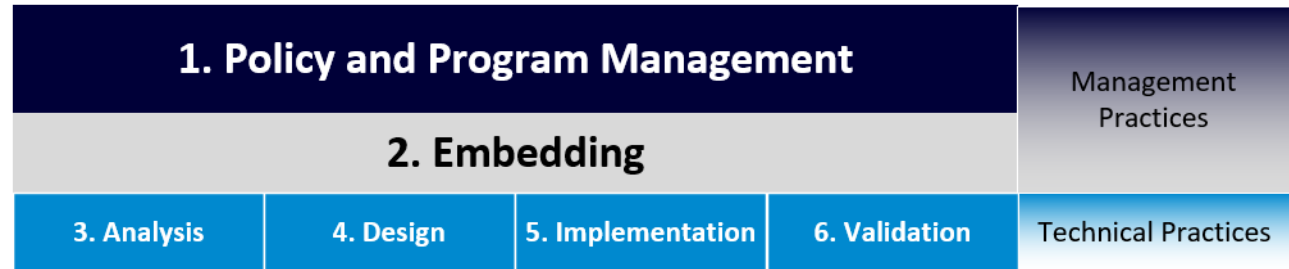 1. Policy and Program Management
Management
Practices
2. Embedding
3. Analysis
4. Design
5. Implementation
6. Validation
Technical Practices